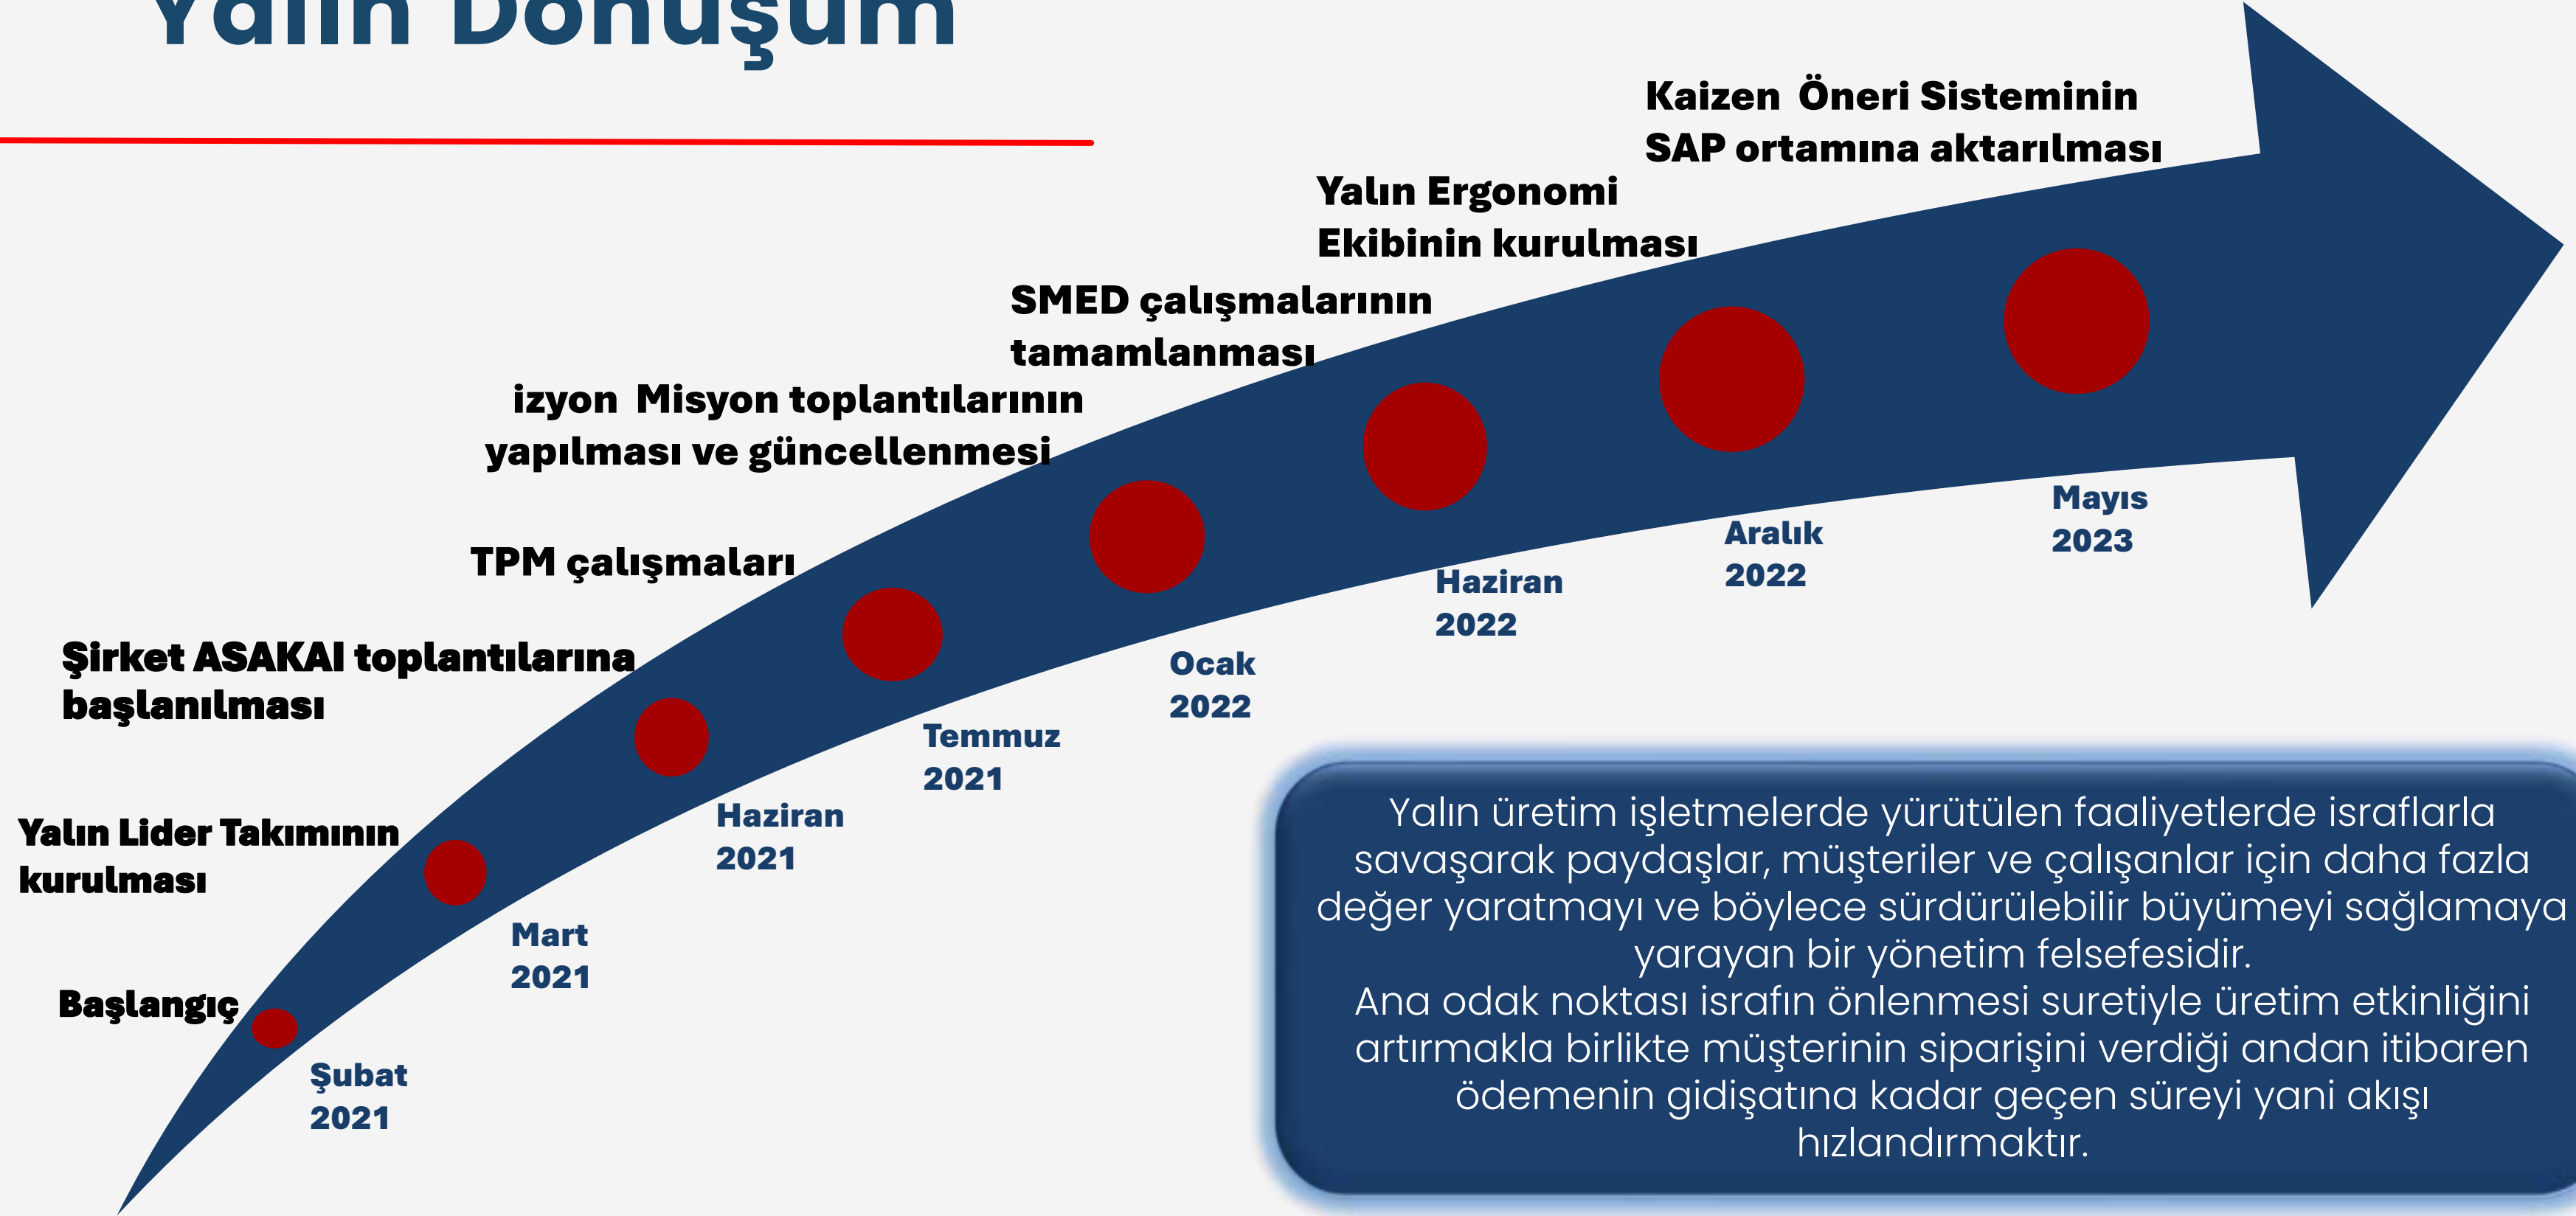 Yalın Dönüşüm
Kaizen Öneri Sisteminin
SAP ortamına aktarılması
Yalın Ergonomi
Ekibinin kurulması
SMED çalışmalarının
tamamlanması
izyon Misyon toplantılarının
yapılması ve güncellenmesi
TPM çalışmaları
Şirket ASAKAI toplantılarına
başlanılması
Yalın Lider Takımının
kurulması
Başlangıç
Şubat
2021
Mart
2021
Haziran
2021
Temmuz
2021
Ocak
2022
Haziran
2022
Aralık
2022
Mayıs
2023
Yalın üretim işletmelerde yürütülen faaliyetlerde israflarla
savaşarak paydaşlar, müşteriler ve çalışanlar için daha fazla
değer yaratmayı ve böylece sürdürülebilir büyümeyi sağlamaya
yarayan bir yönetim felsefesidir.
Ana odak noktası israfın önlenmesi suretiyle üretim etkinliğini
artırmakla birlikte müşterinin siparişini verdiği andan itibaren
ödemenin gidişatına kadar geçen süreyi yani akışı
hızlandırmaktır.